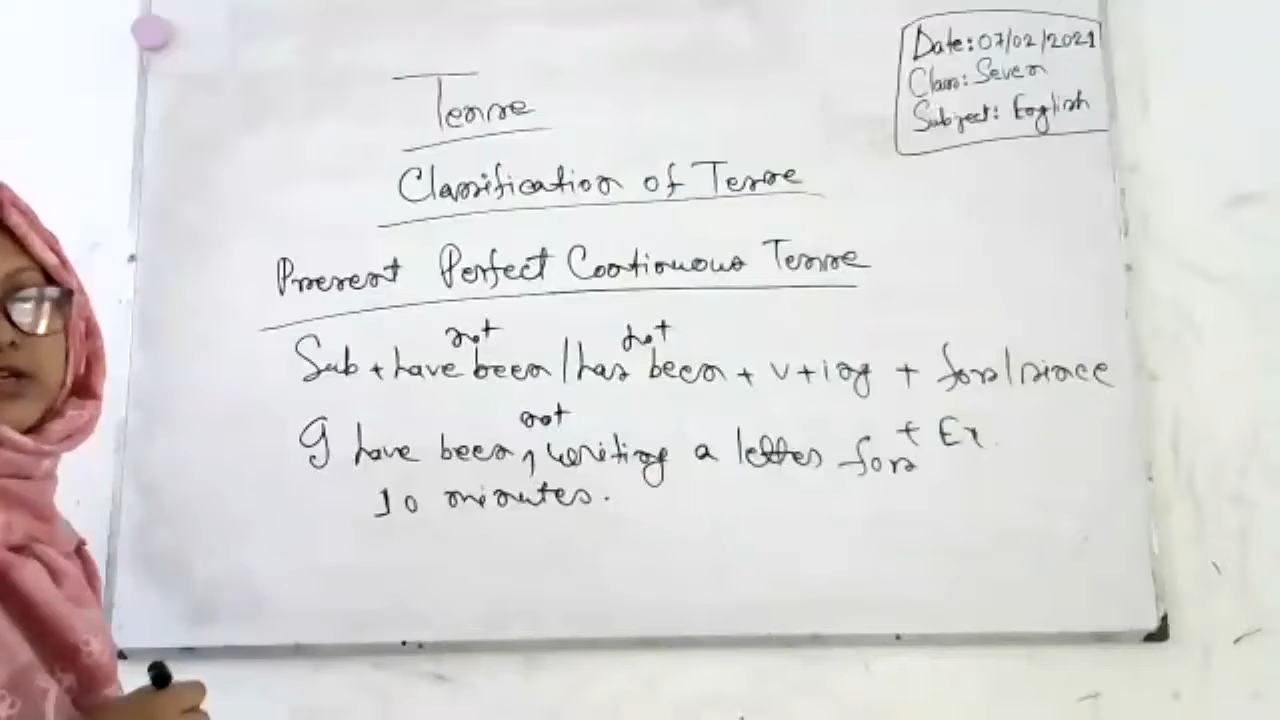 Date: 07/02/2021
Class: Seven
Subject: English
Tense
Classification of Tense
Present Perfect Continuous Tense
not not
Sub + have been / has been + v+ing + for/since
+ Ex.
not
I have been, writing a letter for
10 minutes.